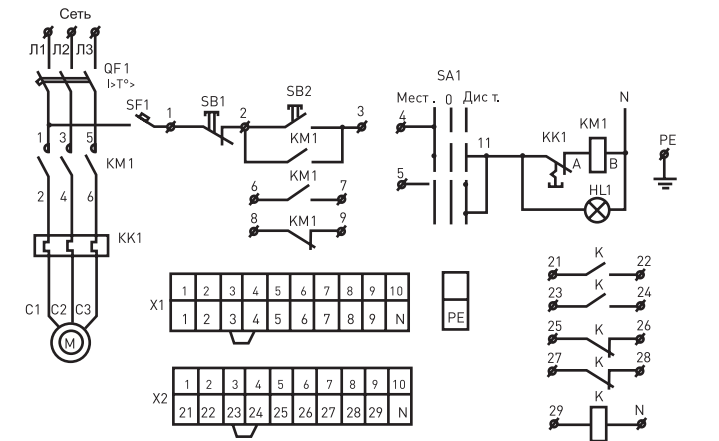 Сеть
Л1 Л2 Л3
QF1
I>T°>
SF1
1
SB1
2
SB2
3
KM1
SA1
Мест. 0 Дист.
4
11
5
KK1
KM1
A
B
HL1
N
PE
1 3 5
KM1
2 4 6
KM1
6 7
KM1
8 9
KK1
C1 C2 C3
M
X1
1 2 3 4 5 6 7 8 9 10
1 2 3 4 5 6 7 8 9 N
PE
X2
1 2 3 4 5 6 7 8 9 10
21 22 23 24 25 26 27 28 29 N
K
21 22
K
23 24
K
25 26
K
27 28
K
29 N